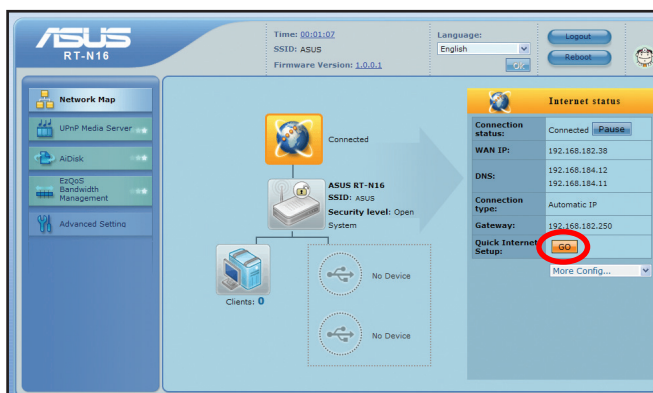 ASUS
RT-N16
Time: 00:01:07
SSID: ASUS
Firmware Version: 1.0.0.1
Language:
English
OK
Logout
Reboot
Network Map
UPnP Media Server
AiDisk
EzQoS
Bandwidth
Management
Advanced Setting
Connected
ASUS RT-N16
SSID: ASUS
Security level: Open
System
Clients: 0
No Device
No Device
Internet status
Connection
status:
Connected Pause
WAN IP: 192.168.182.38
DNS:
192.168.184.12
192.168.184.11
Connection
type:
Automatic IP
Gateway: 192.168.182.250
Quick Internet
Setup:
GO
More Config...